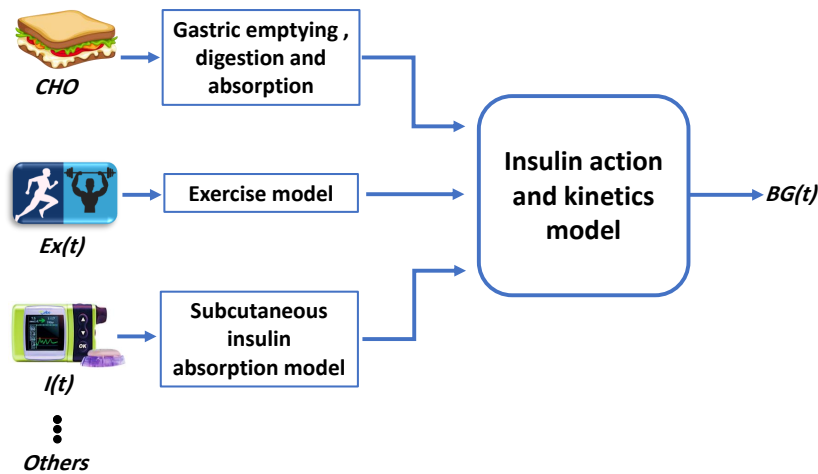 Gastric emptying ,
digestion and
absorption
CHO
Insulin action
and kinetics
model
BG(t)
Exercise model
Ex(t)
Subcutaneous
insulin
absorption model
OK
I(t)
Others